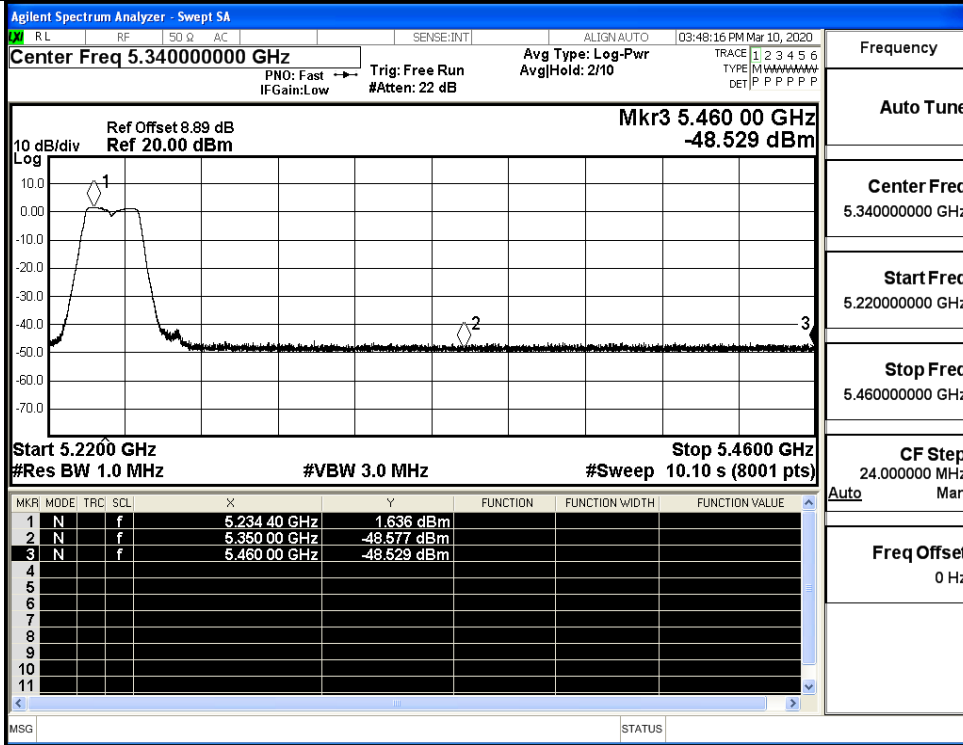 Agilent Spectrum Analyzer - Swept SA
LXI RL RF 50 Ω AC SENSE:INT ALIGN AUTO 03:48:16 PM Mar 10, 2020
Center Freq 5.340000000 GHz
PNO: Fast
IFGain:Low
Trig: Free Run
#Atten: 22 dB
Avg Type: Log-Pwr
Avg|Hold: 2/10
TRACE 1 2 3 4 5 6
TYPE M W W W W W
DET P P P P P P
Mkr3 5.460 00 GHz
-48.529 dBm
Ref Offset 8.89 dB
10 dB/div Ref 20.00 dBm
Log
10.0
0.00
-10.0
-20.0
-30.0
-40.0
-50.0
-60.0
-70.0
1
2
3
Start 5.2200 GHz Stop 5.4600 GHz
#Res BW 1.0 MHz #VBW 3.0 MHz #Sweep 10.10 s (8001 pts)
MKR MODE TRC SCL X Y FUNCTION FUNCTION WIDTH FUNCTION VALUE
1 N f 5.234 40 GHz 1.636 dBm
2 N f 5.350 00 GHz -48.577 dBm
3 N f 5.460 00 GHz -48.529 dBm
4
5
6
7
8
9
10
11
MSG STATUS
Frequency
Auto Tune
Center Freq
5.340000000 GHz
Start Freq
5.220000000 GHz
Stop Freq
5.460000000 GHz
CF Step
24.000000 MHz
Auto Man
Freq Offset
0 Hz